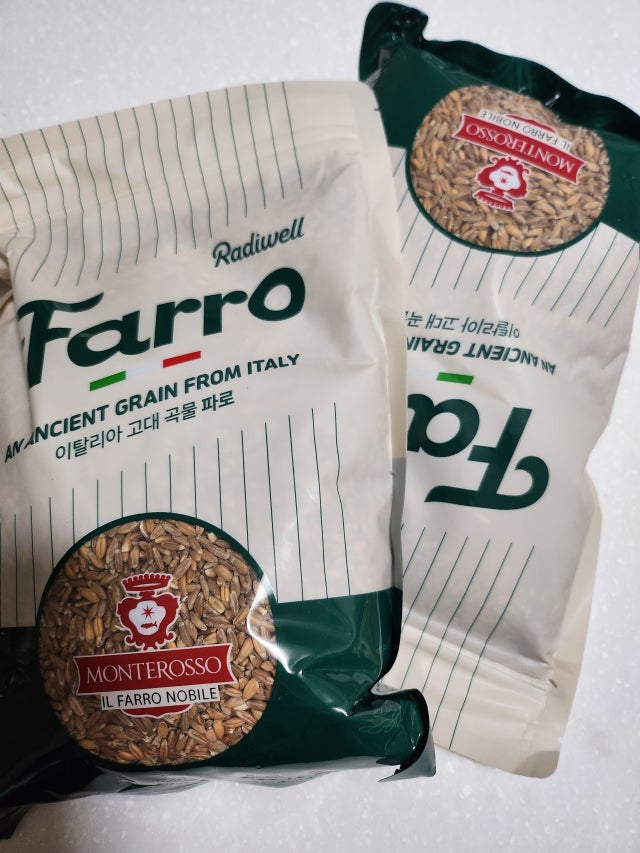 Radiwell
Farro
AN ANCIENT GRAIN FROM ITALY
이탈리아 고대 곡물 파로
MONTEROSSO
IL FARRO NOBILE
MONTEROSSO
IL FARRO NOBILE
이탈리아 고대
AN ANCIENT GRAIN
Fa